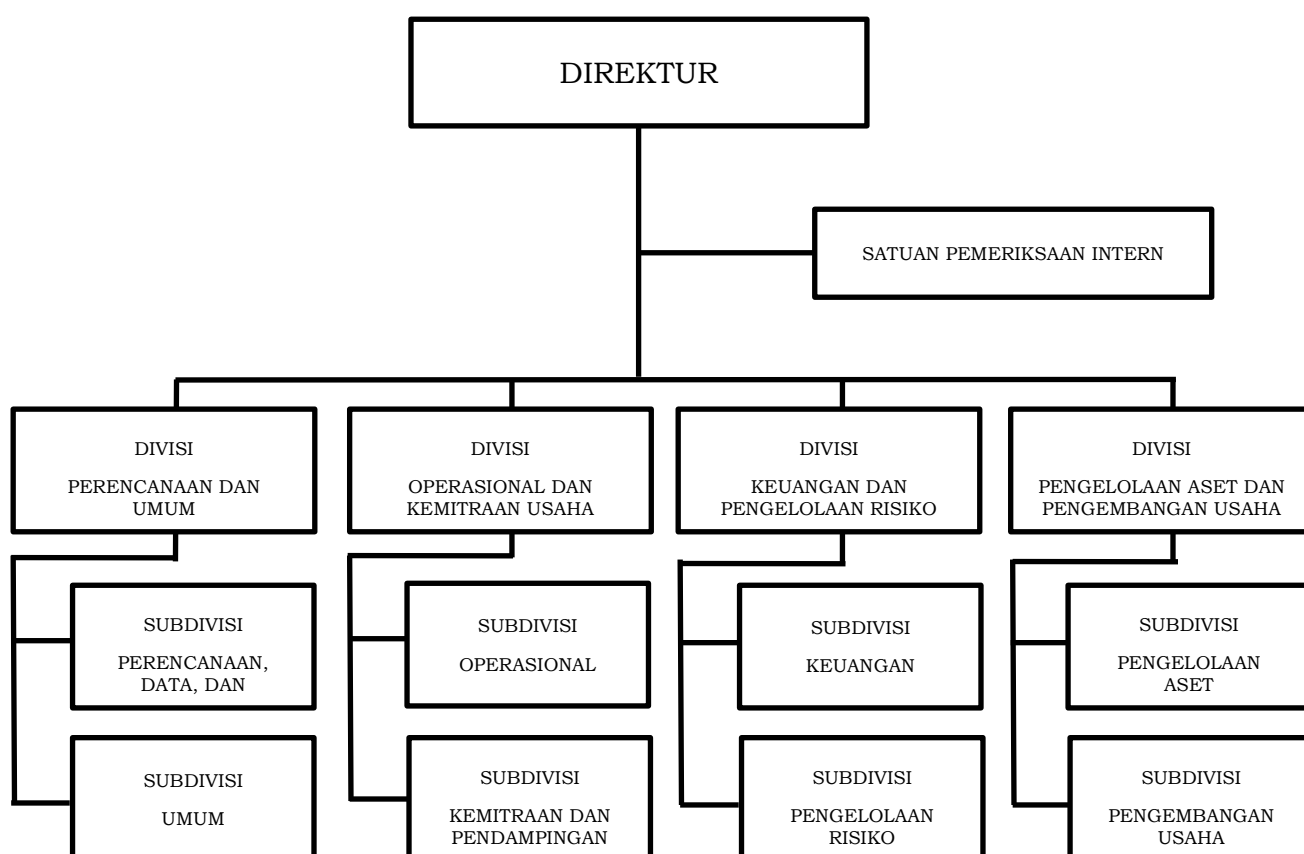 DIREKTUR
SATUAN PEMERIKSAAN INTERN
DIVISI
PERENCANAAN DAN
UMUM
DIVISI
OPERASIONAL DAN
KEMITRAAN USAHA
DIVISI
KEUANGAN DAN
PENGELOLAAN RISIKO
DIVISI
PENGELOLAAN ASET DAN
PENGEMBANGAN USAHA
SUBDIVISI
PERENCANAAN,
DATA, DAN
SUBDIVISI
OPERASIONAL
SUBDIVISI
KEUANGAN
SUBDIVISI
PENGELOLAAN
ASET
SUBDIVISI
UMUM
SUBDIVISI
KEMITRAAN DAN
PENDAMPINGAN
SUBDIVISI
PENGELOLAAN
RISIKO
SUBDIVISI
PENGEMBANGAN
USAHA